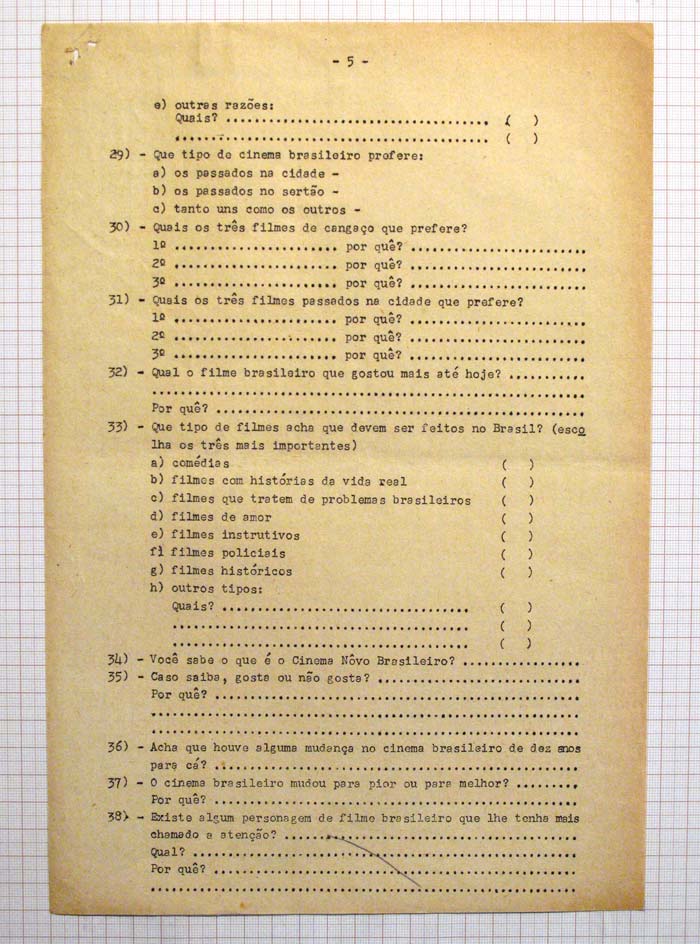 - 5 -
e) outras razões:
Quais? ..................................... ( )
............................................ ( )
29) - Que tipo de cinema brasileiro prefere:
a) os passados na cidade -
b) os passados no sertão -
c) tanto uns como os outros -
30) - Quais os três filmes de cangaço que prefere?
1º ....................... por quê? .........................
2º ....................... por quê? .........................
3º ....................... por quê? .........................
31) - Quais os três filmes passados na cidade que prefere?
1º ....................... por quê? .........................
2º ....................... por quê? .........................
3º ....................... por quê? .........................
32) - Qual o filme brasileiro que gostou mais até hoje? ...........
.............................................................
Por quê? ....................................................
33) - Que tipo de filmes acha que devem ser feitos no Brasil? (esco
lha os três mais importantes)
a) comédias ( )
b) filmes com histórias da vida real ( )
c) filmes que tratem de problemas brasileiros ( )
d) filmes de amor ( )
e) filmes instrutivos ( )
f) filmes policiais ( )
g) filmes históricos ( )
h) outros tipos:
Quais? ................................... ( )
.......................................... ( )
.......................................... ( )
34) - Você sabe o que é o Cinema Nôvo Brasileiro? .................
35) - Caso saiba, gosta ou não gosta? .............................
Por quê? ...................................................
............................................................
............................................................
36) - Acha que houve alguma mudança no cinema brasileiro de dez anos
para cá? ...................................................
37) - O cinema brasileiro mudou para pior ou para melhor? .........
Por quê? ...................................................
38) - Existe algum personagem de filme brasileiro que lhe tenha mais
chamado a atenção? .........................................
Qual? ......................................................
Por quê? ...................................................
............................................................